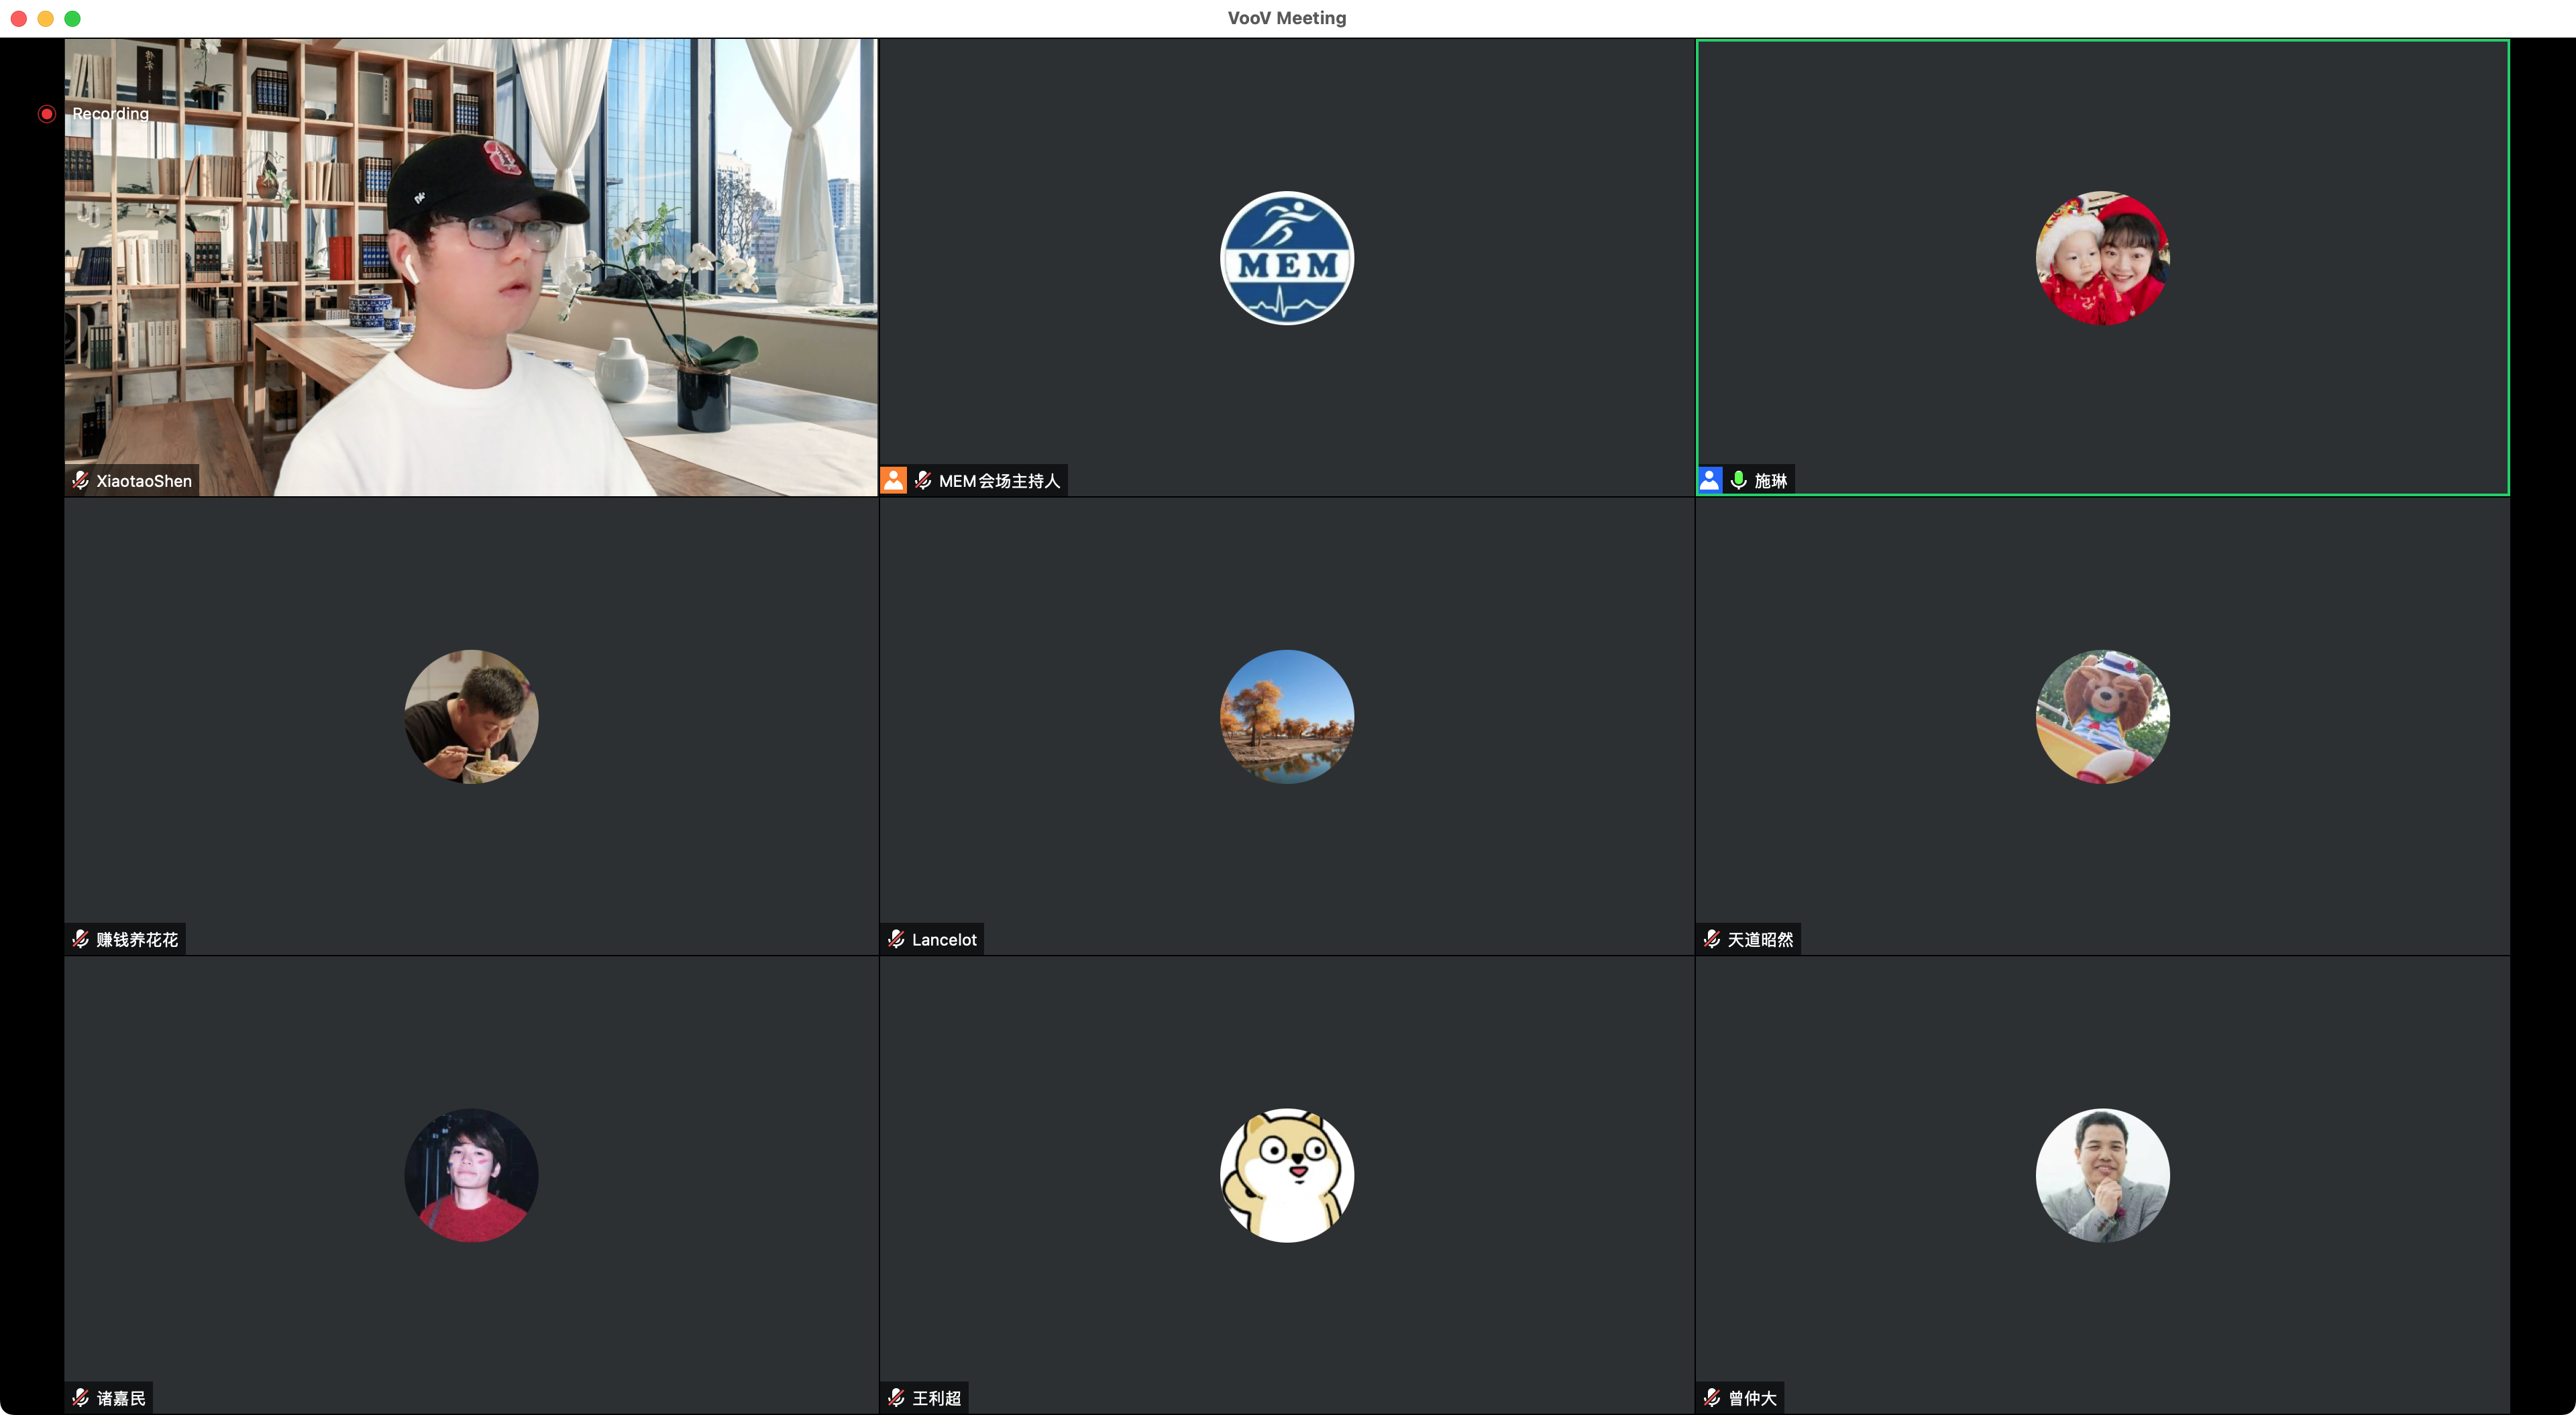 VooV Meeting
Recording
MEM
XiaotaoShen
MEM会场主持人
施琳
赚钱养花花
Lancelot
天道昭然
诸嘉民
王利超
曾仲大